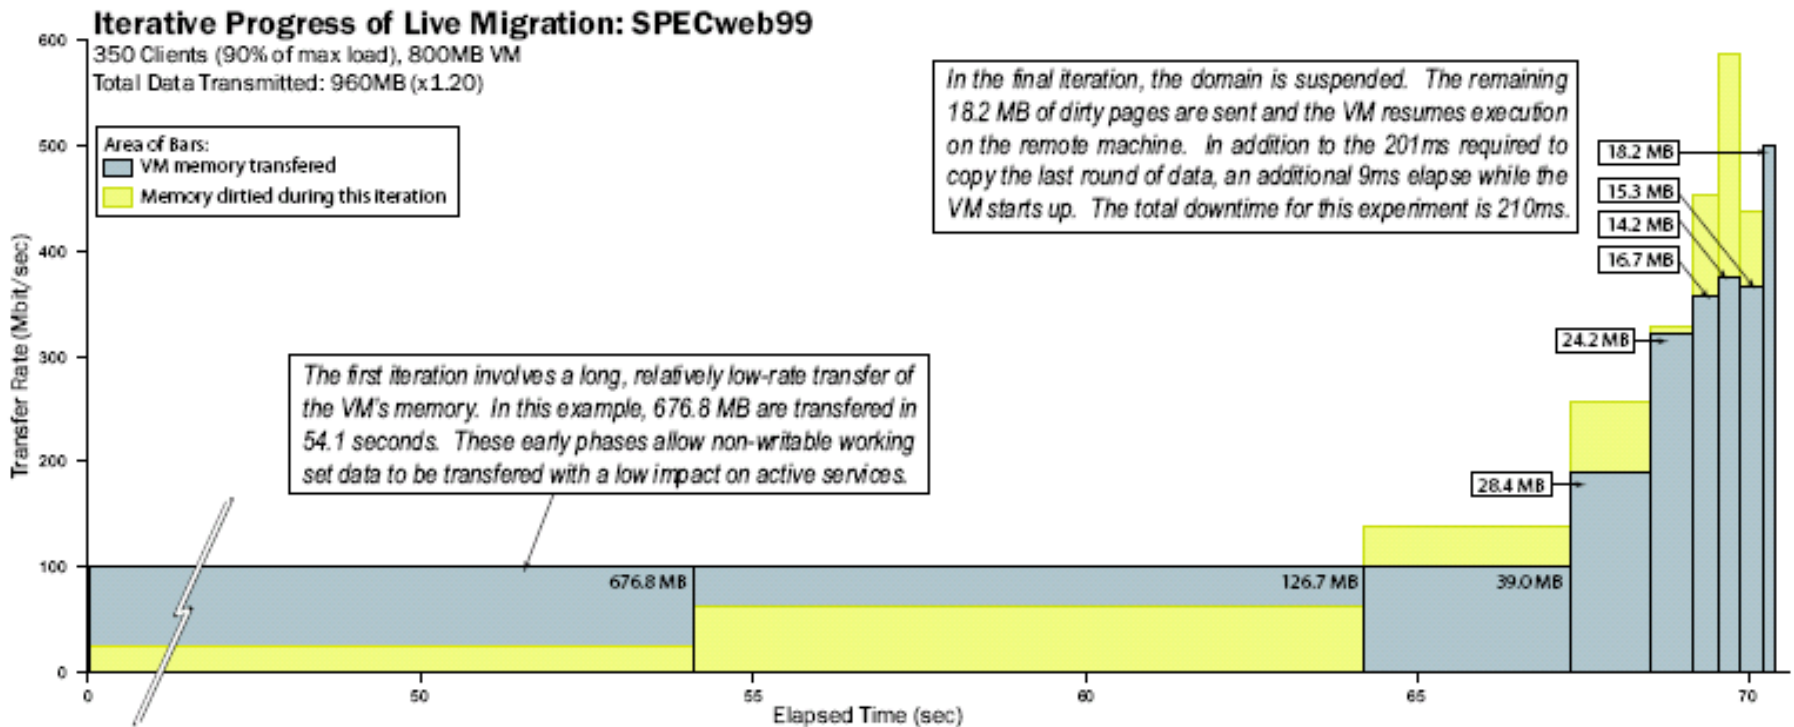 Iterative Progress of Live Migration: SPECweb99
350 Clients (90% of max load), 800MB VM
Total Data Transmitted: 960MB (x1.20)
Area of Bars:
VM memory transfered
Memory dirtied during this iteration
In the final iteration, the domain is suspended. The remaining
18.2 MB of dirty pages are sent and the VM resumes execution
on the remote machine. In addition to the 201ms required to
copy the last round of data, an additional 9ms elapse while the
VM starts up. The total downtime for this experiment is 210ms.
The first iteration involves a long, relatively low-rate transfer of
the VM's memory. In this example, 676.8 MB are transfered in
54.1 seconds. These early phases allow non-writable working
set data to be transfered with a low impact on active services.
18.2 MB
15.3 MB
14.2 MB
16.7 MB
24.2 MB
28.4 MB
676.8 MB
126.7 MB
39.0 MB
Transfer Rate (Mbit/sec)
600
500
400
300
200
100
0
0
50
55
60
65
70
Elapsed Time (sec)